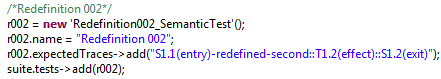 /*Redefinition 002*/
r002 = new 'Redefinition002_SemanticTest'();
r002.name = "Redefinition 002";
r002.expectedTraces->add("S1.1(entry)-redefined-second::T1.2(effect)::S1.2(exit)");
suite.tests->add(r002);